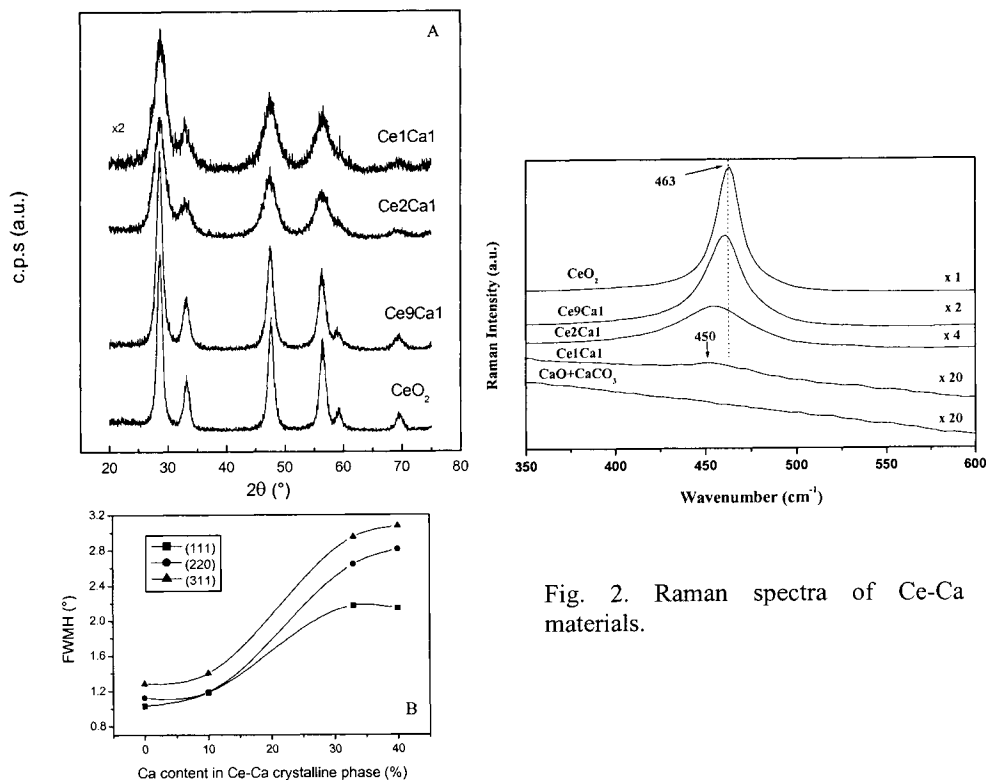 A
x2
c.p.s (a.u.)
Ce1Ca1
Ce2Ca1
Ce9Ca1
CeO2
20 30 40 50 60 70 80
2θ (°)
3.2
2.8
2.4
2.0
1.6
1.2
0.8
FWMH (°)
(111)
(220)
(311)
B
0 10 20 30 40
Ca content in Ce-Ca crystalline phase (%)
463
Raman Intensity (a.u.)
CeO2 x 1
Ce9Ca1 x 2
Ce2Ca1 x 4
Ce1Ca1 450 x 20
CaO+CaCO3 x 20
350 400 450 500 550 600
Wavenumber (cm-1)
Fig. 2. Raman spectra of Ce-Ca
materials.